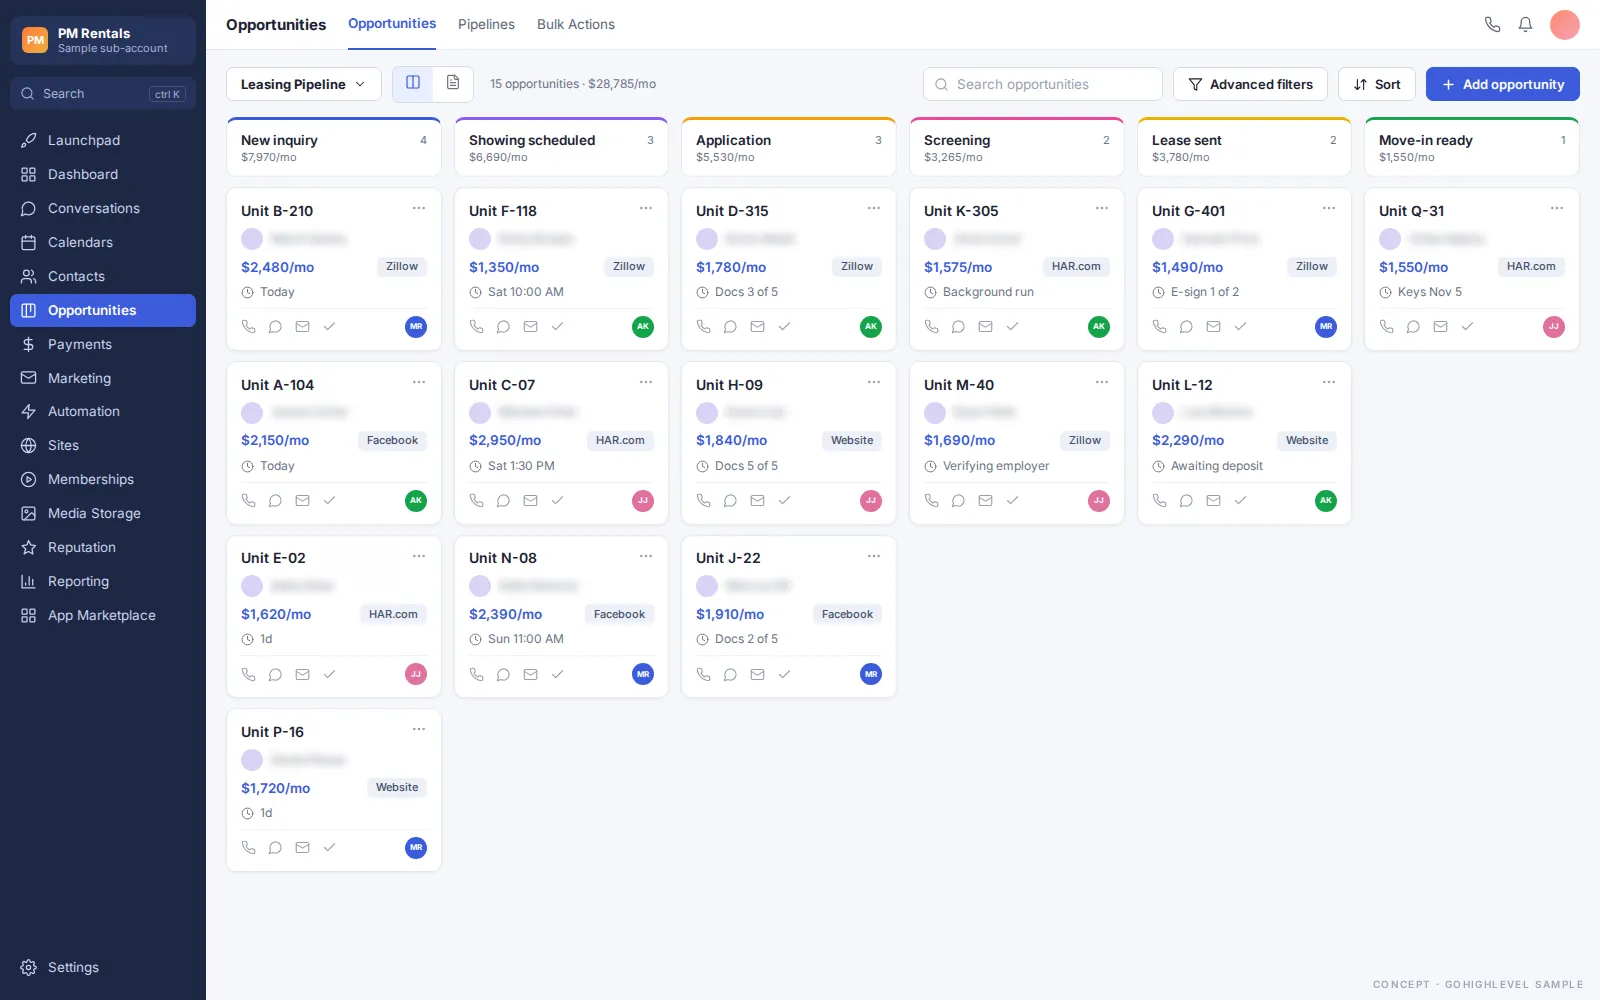 PM
PM Rentals
Sample sub-account
Search
ctrl K
Launchpad
Dashboard
Conversations
Calendars
Contacts
Opportunities
Payments
Marketing
Automation
Sites
Memberships
Media Storage
Reputation
Reporting
App Marketplace
Settings
Opportunities
Opportunities
Pipelines
Bulk Actions
Leasing Pipeline
15 opportunities · $28,785/mo
Search opportunities
Advanced filters
Sort
Add opportunity
New inquiry
4
$7,970/mo
Unit B-210
$2,480/mo
Zillow
Today
MR
Unit A-104
$2,150/mo
Facebook
Today
AK
Unit E-02
$1,620/mo
HAR.com
1d
JJ
Unit P-16
$1,720/mo
Website
1d
MR
Showing scheduled
3
$6,690/mo
Unit F-118
$1,350/mo
Zillow
Sat 10:00 AM
AK
Unit C-07
$2,950/mo
HAR.com
Sat 1:30 PM
JJ
Unit N-08
$2,390/mo
Facebook
Sun 11:00 AM
MR
Application
3
$5,530/mo
Unit D-315
$1,780/mo
Zillow
Docs 3 of 5
AK
Unit H-09
$1,840/mo
Website
Docs 5 of 5
JJ
Unit J-22
$1,910/mo
Facebook
Docs 2 of 5
MR
Screening
2
$3,265/mo
Unit K-305
$1,575/mo
HAR.com
Background run
AK
Unit M-40
$1,690/mo
Zillow
Verifying employer
JJ
Lease sent
2
$3,780/mo
Unit G-401
$1,490/mo
Zillow
E-sign 1 of 2
MR
Unit L-12
$2,290/mo
Website
Awaiting deposit
AK
Move-in ready
1
$1,550/mo
Unit Q-31
$1,550/mo
HAR.com
Keys Nov 5
JJ
CONCEPT · GOHIGHLEVEL SAMPLE